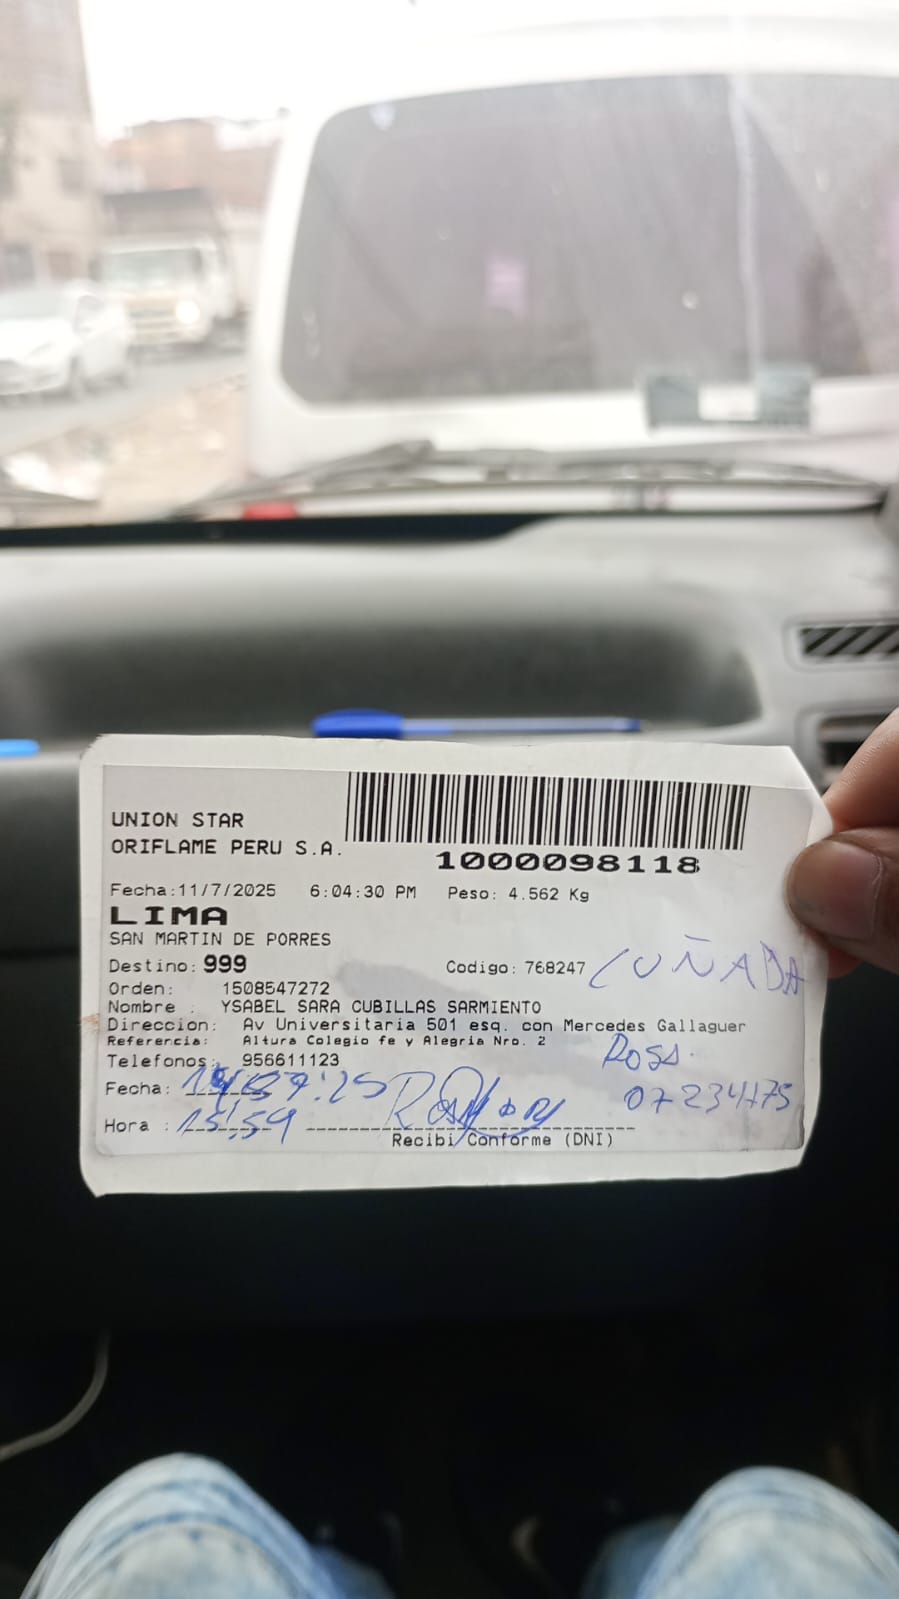 UNION STAR
ORIFLAME PERU S.A.
1000098118
Fecha:11/7/2025 6:04:30 PM Peso: 4.562 Kg
LIMA
SAN MARTIN DE PORRES
Destino: 999 Codigo: 768247 CUÑADA
Orden: 1508547272
Nombre : YSABEL SARA CUBILLAS SARMIENTO
Direccion: Av Universitaria 501 esq. con Mercedes Gallaguer
Referencia: Altura Colegio fe y Alegria Nro. 2
Telefonos: 956611123
Fecha:
Hora : 15:59
Recibi Conforme (DNI)